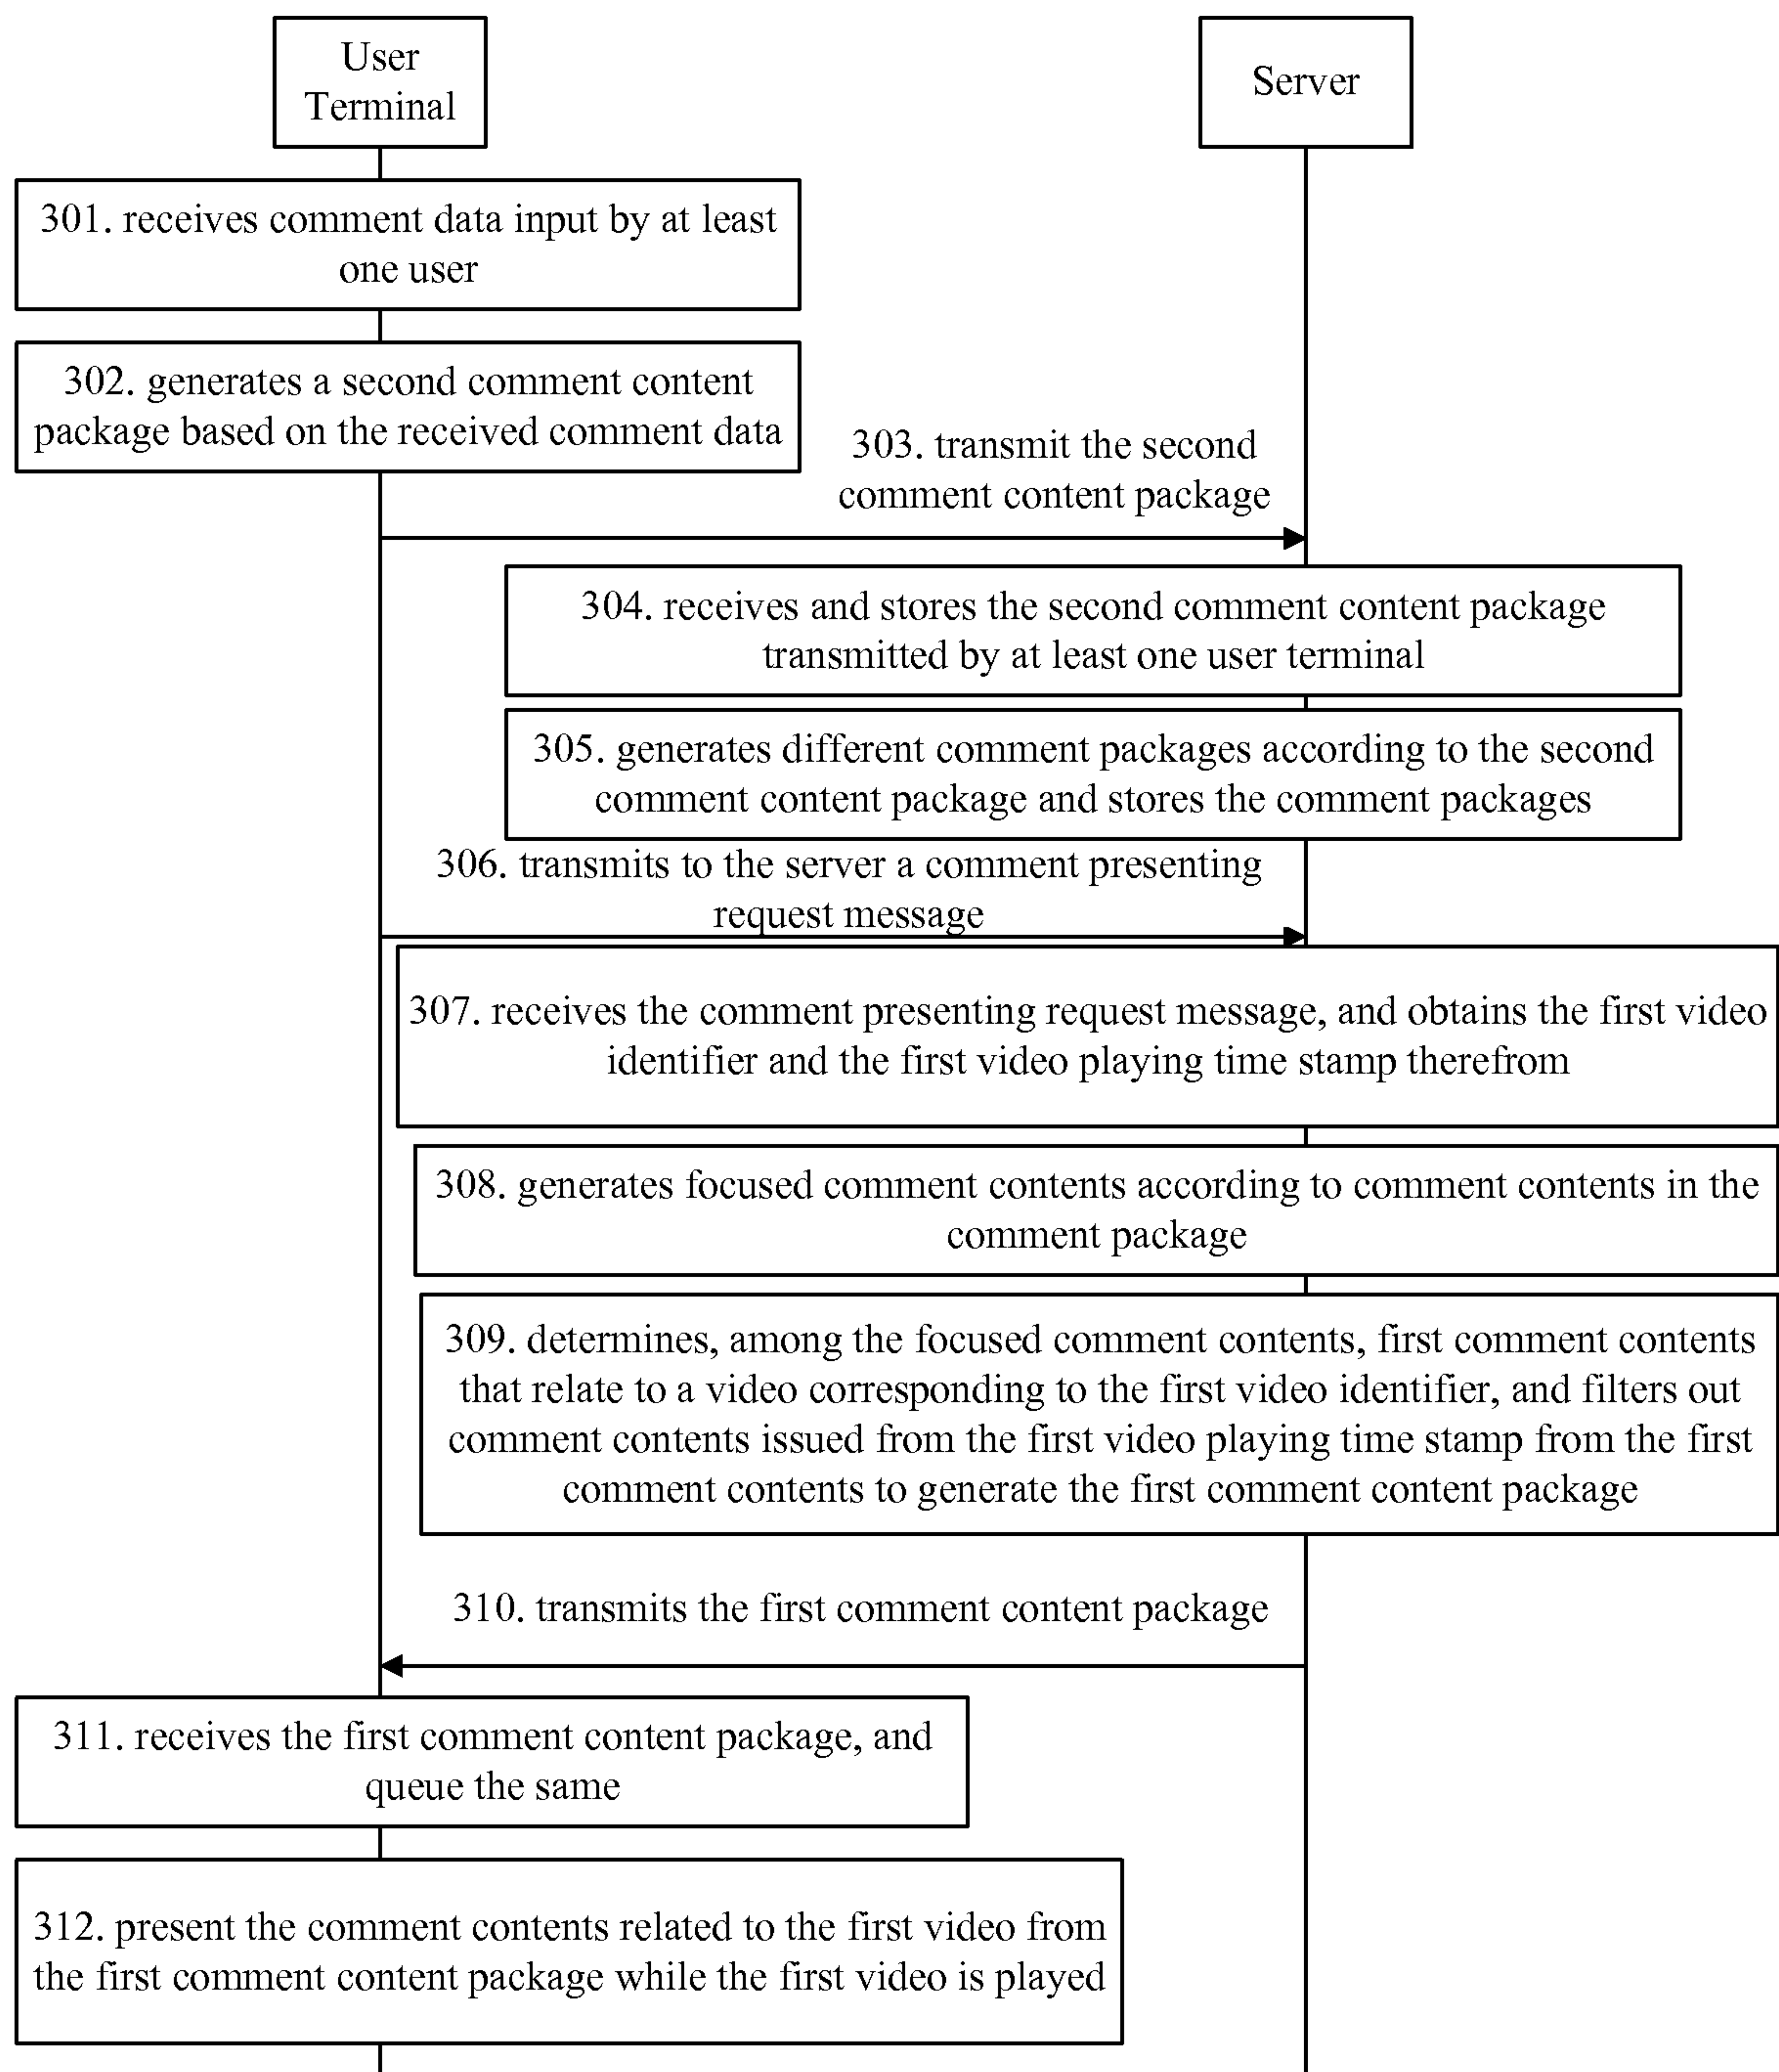 User
Terminal
Server
301. receives comment data input by at least
one user
302. generates a second comment content
package based on the received comment data
303. transmit the second
comment content package
304. receives and stores the second comment content package
transmitted by at least one user terminal
305. generates different comment packages according to the second
comment content package and stores the comment packages
306. transmits to the server a comment presenting
request message
307. receives the comment presenting request message, and obtains the first video
identifier and the first video playing time stamp therefrom
308. generates focused comment contents according to comment contents in the
comment package
309. determines, among the focused comment contents, first comment contents
that relate to a video corresponding to the first video identifier, and filters out
comment contents issued from the first video playing time stamp from the first
comment contents to generate the first comment content package
310. transmits the first comment content package
311. receives the first comment content package, and
queue the same
312. present the comment contents related to the first video from
the first comment content package while the first video is played